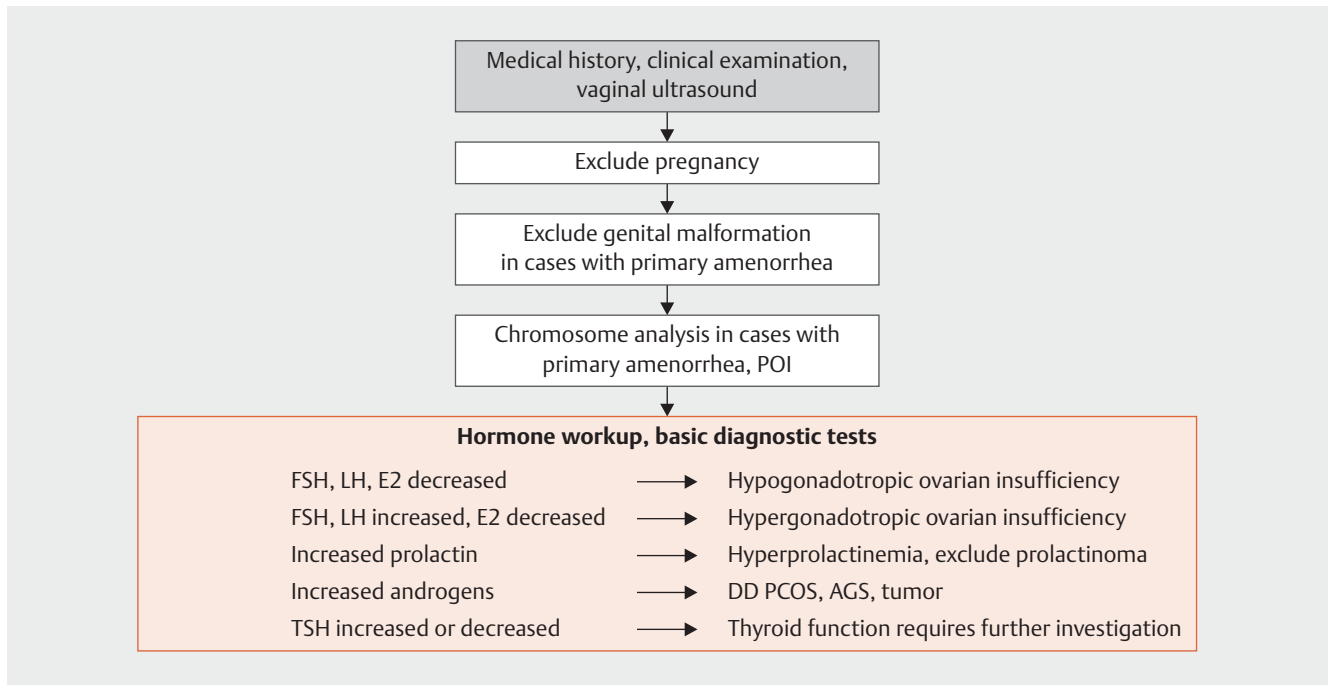 Medical history, clinical examination,
vaginal ultrasound
Exclude pregnancy
Exclude genital malformation
in cases with primary amenorrhea
Chromosome analysis in cases with
primary amenorrhea, POI
Hormone workup, basic diagnostic tests
FSH, LH, E2 decreased Hypogonadotropic ovarian insufficiency
FSH, LH increased, E2 decreased Hypergonadotropic ovarian insufficiency
Increased prolactin Hyperprolactinemia, exclude prolactinoma
Increased androgens DD PCOS, AGS, tumor
TSH increased or decreased Thyroid function requires further investigation